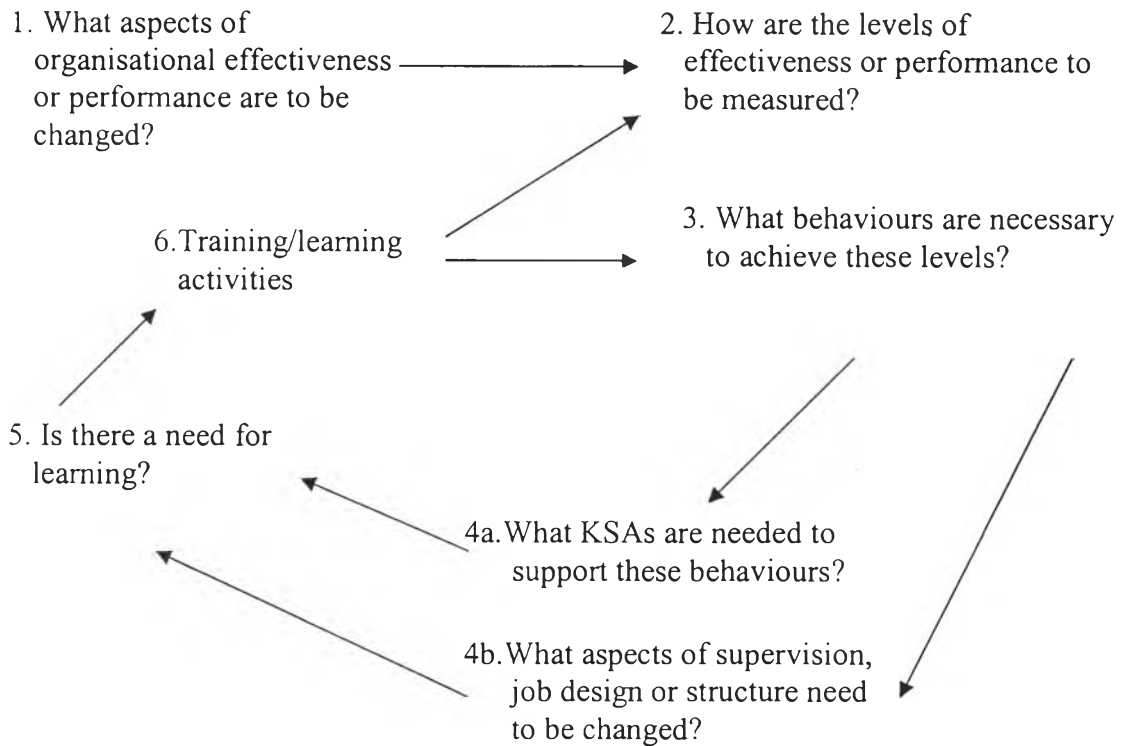 1. What aspects of
organisational effectiveness
or performance are to be
changed?
2. How are the levels of
effectiveness or performance to
be measured?
3. What behaviours are necessary
to achieve these levels?
6.Training/learning
activities
5. Is there a need for
learning?
4a.What KSAs are needed to
support these behaviours?
4b.What aspects of supervision,
job design or structure need
to be changed?